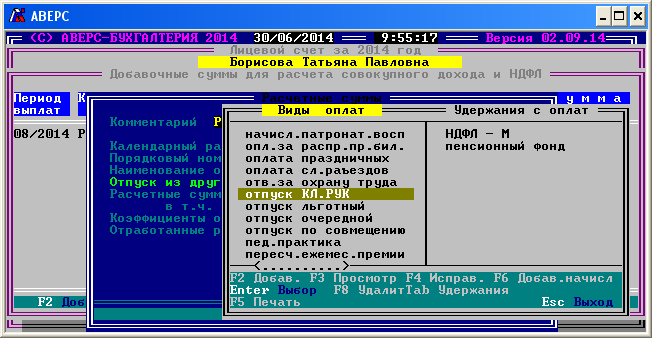 АВЕРС
(C) АВЕРС-БУХГАЛТЕРИЯ 2014 30/06/2014 9:55:17 Версия 02.09.14
Лицевой счет за 2014 год
Борисова Татьяна Павловна
Добавочные суммы для расчета совокупного дохода и НДФЛ
Период
выплат
К
Расчетные суммы
у м м а
08/2014 Р
Комментарий Р
Календарный ра
Порядковый ном
Наименование о
Отпуск из друг
Расчетные сумм
в т.ч.
Коэффициенты о
Отработанные р
Виды оплат
Удержания с оплат
начисл.патронат.восп
опл.за распр.пр.бил.
оплата праздничных
оплата сл.раъездов
отв.за охрану труда
отпуск КЛ.РУК
отпуск льготный
отпуск очередной
отпуск по совмещению
пед.практика
пересч.ежемес.премии
<..........>
НДФЛ - М
пенсионный фонд
F2 Добав. F3 Просмотр F4 Исправ. F6 Добав.начисл
Enter Выбор F8 УдалитTab Удержания
F5 Печать Esc Выход
F2 Доб